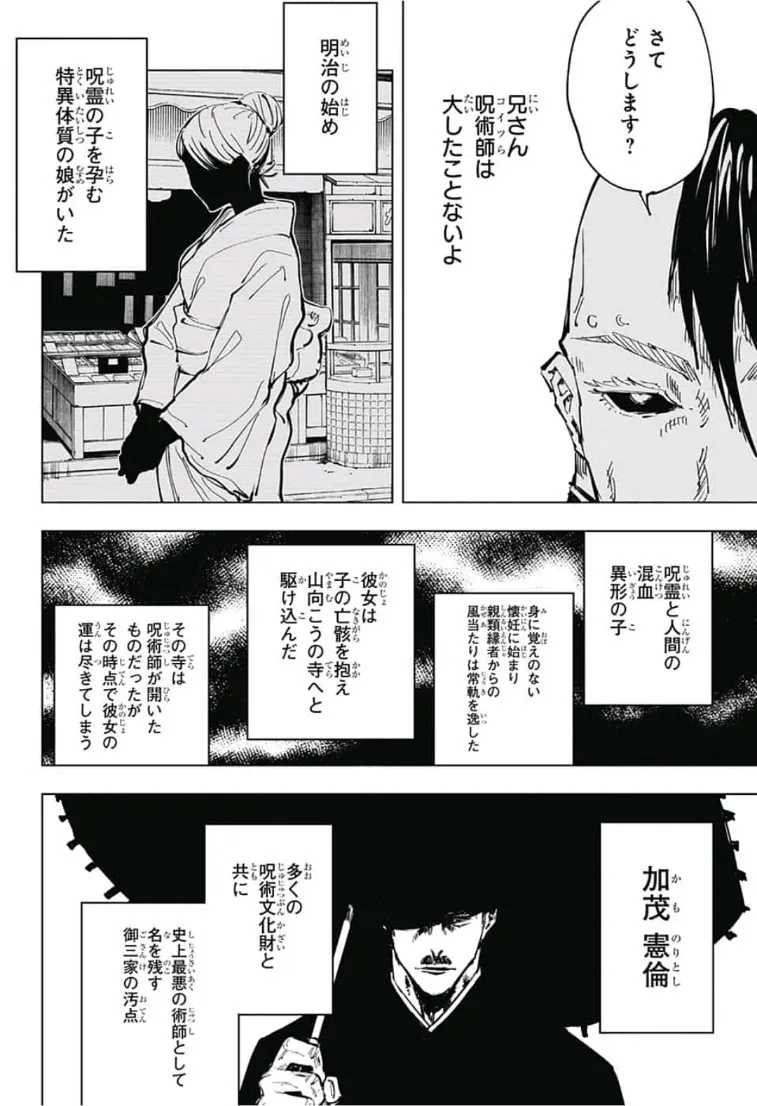 さて
どうします？
兄さん
呪術師は
大したことないよ
明治の始め
呪霊の子を孕む
特異体質の娘がいた
呪霊と人間の
混血
異形の子
身に覚えのない
懐妊に始まり
親類縁者からの
風当たりは常軌を逸した
彼女は
子の亡骸を抱え
山向こうの寺へと
駆け込んだ
その寺は
呪術師が開いた
ものだったが
その時点で彼女の
運は尽きてしまう
加茂憲倫
多くの
呪術文化財と
共に
史上最悪の術師として
名を残す
御三家の汚点